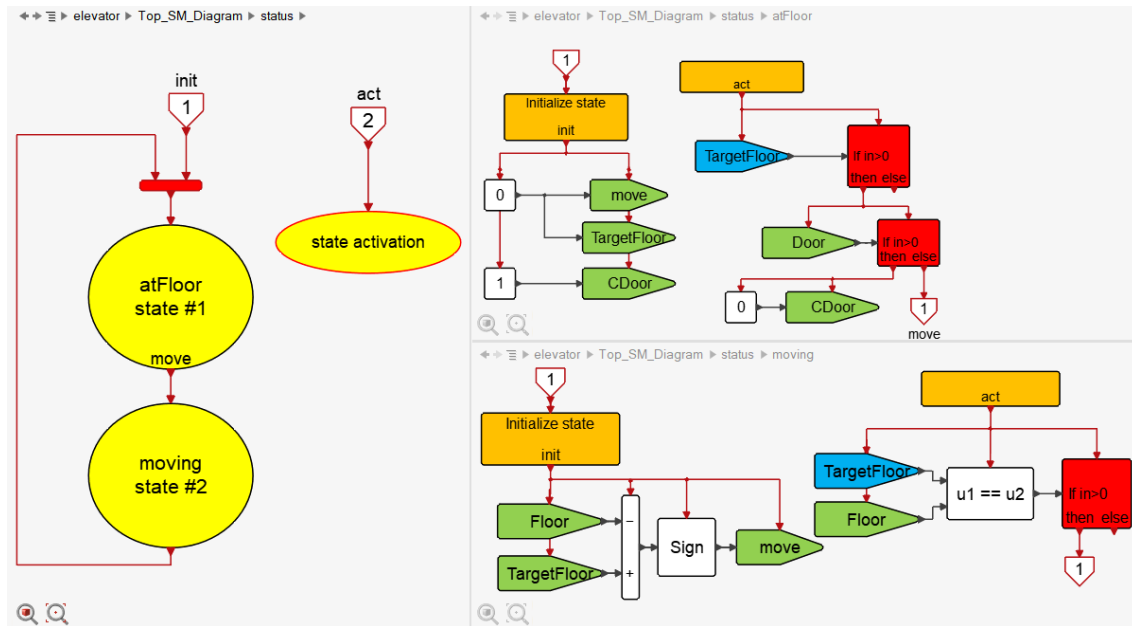 elevator Top_SM_Diagram status
init
1
act
2
state activation
atFloor
state #1
move
moving
state #2
elevator Top_SM_Diagram status atFloor
1
Initialize state
init
0
move
TargetFloor
1
CDoor
act
TargetFloor
If in>0
then else
Door
If in>0
then else
0
CDoor
1
move
elevator Top_SM_Diagram status moving
1
Initialize state
init
Floor
TargetFloor
−
+
Sign
move
act
TargetFloor
Floor
u1 == u2
If in>0
then else
1